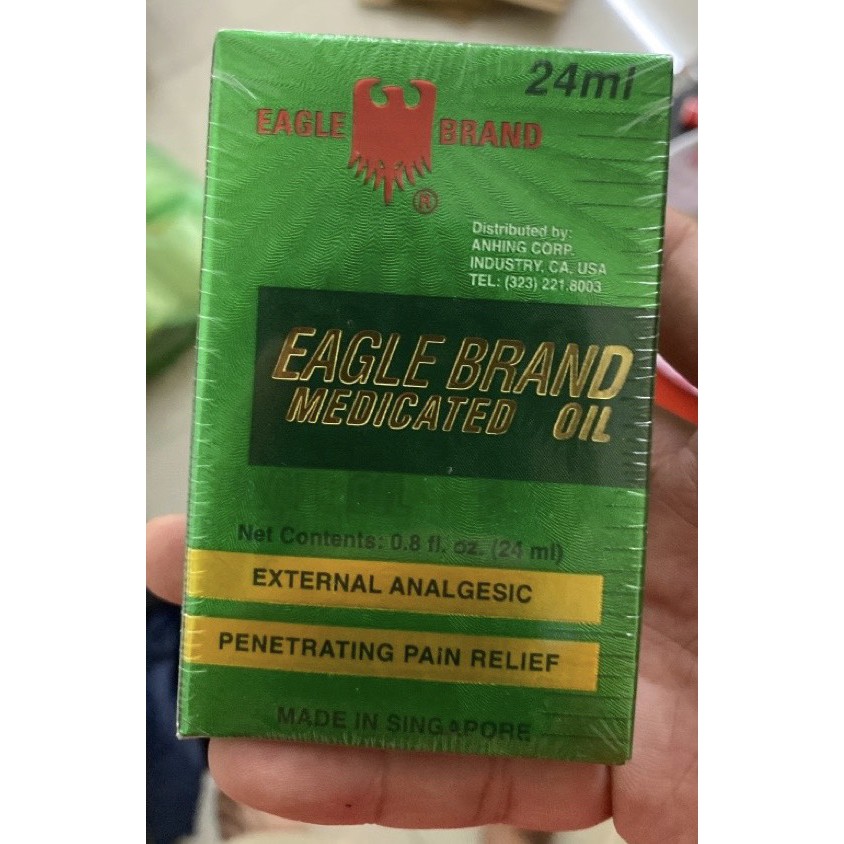 24ml
EAGLE BRAND
®
Distributed by:
ANHING CORP.
INDUSTRY, CA. USA
TEL: (323) 221.8003
EAGLE BRAND
MEDICATED OIL
Net Contents: 0.8 fl. oz. (24 ml)
EXTERNAL ANALGESIC
PENETRATING PAIN RELIEF
MADE IN SINGAPORE